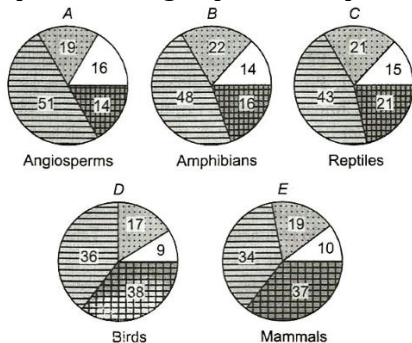 A B C
19 16 51 14
22 14 48 16
21 15 43 21
Angiosperms Amphibians Reptiles
D E
17 36 9 38
19 34 10 37
Birds Mammals